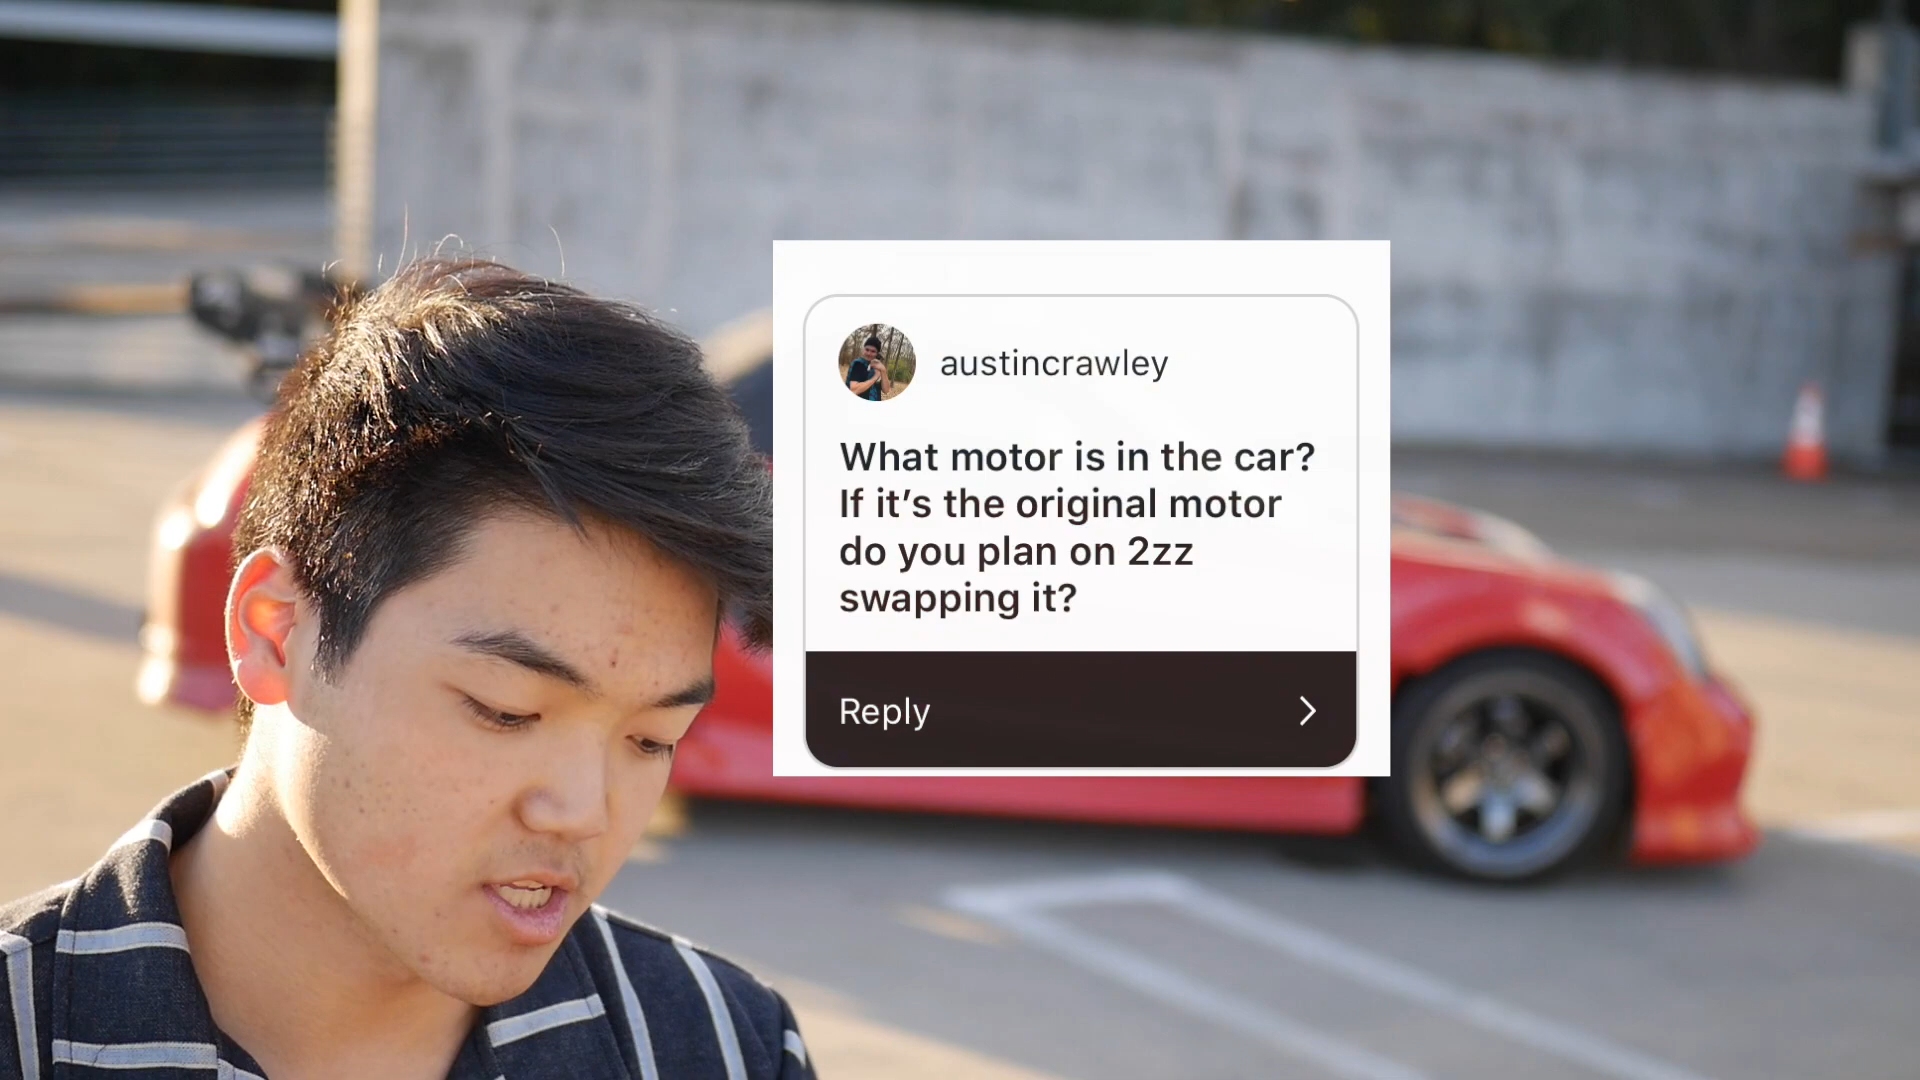 austincrawley
What motor is in the car?
If it’s the original motor
do you plan on 2zz
swapping it?
Reply